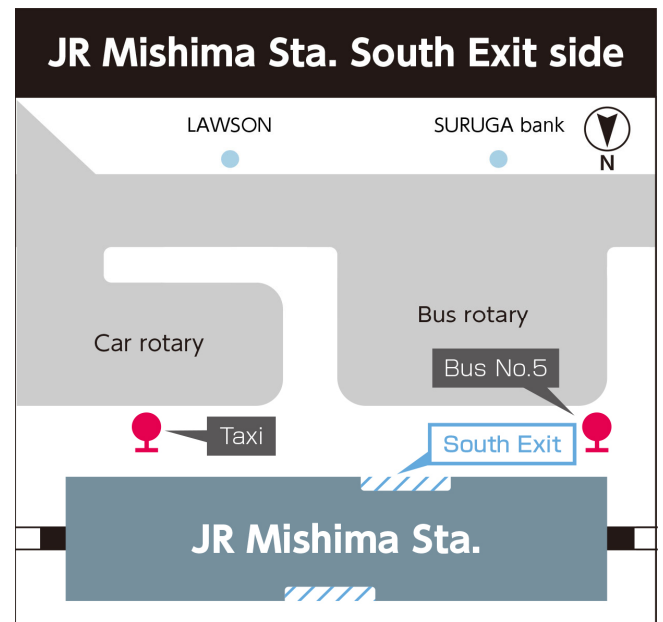 JR Mishima Sta. South Exit side
LAWSON
SURUGA bank
N
Bus rotary
Car rotary
Bus No.5
Taxi
South Exit
JR Mishima Sta.